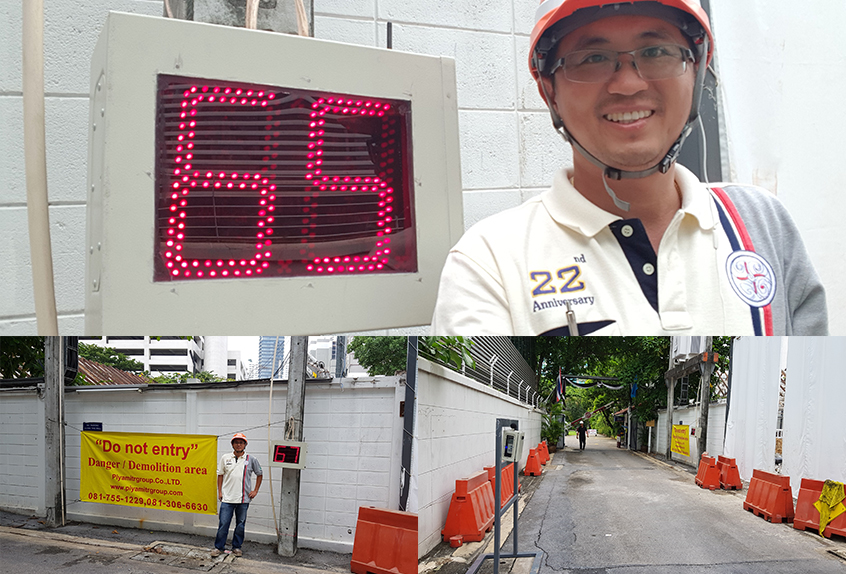 65
22nd
Anniversary
"Do not entry"
Danger / Demolition area
Piyamitrgroup.Co.,LTD.
www.piyamitrgroup.com
081-755-1229,081-306-6630